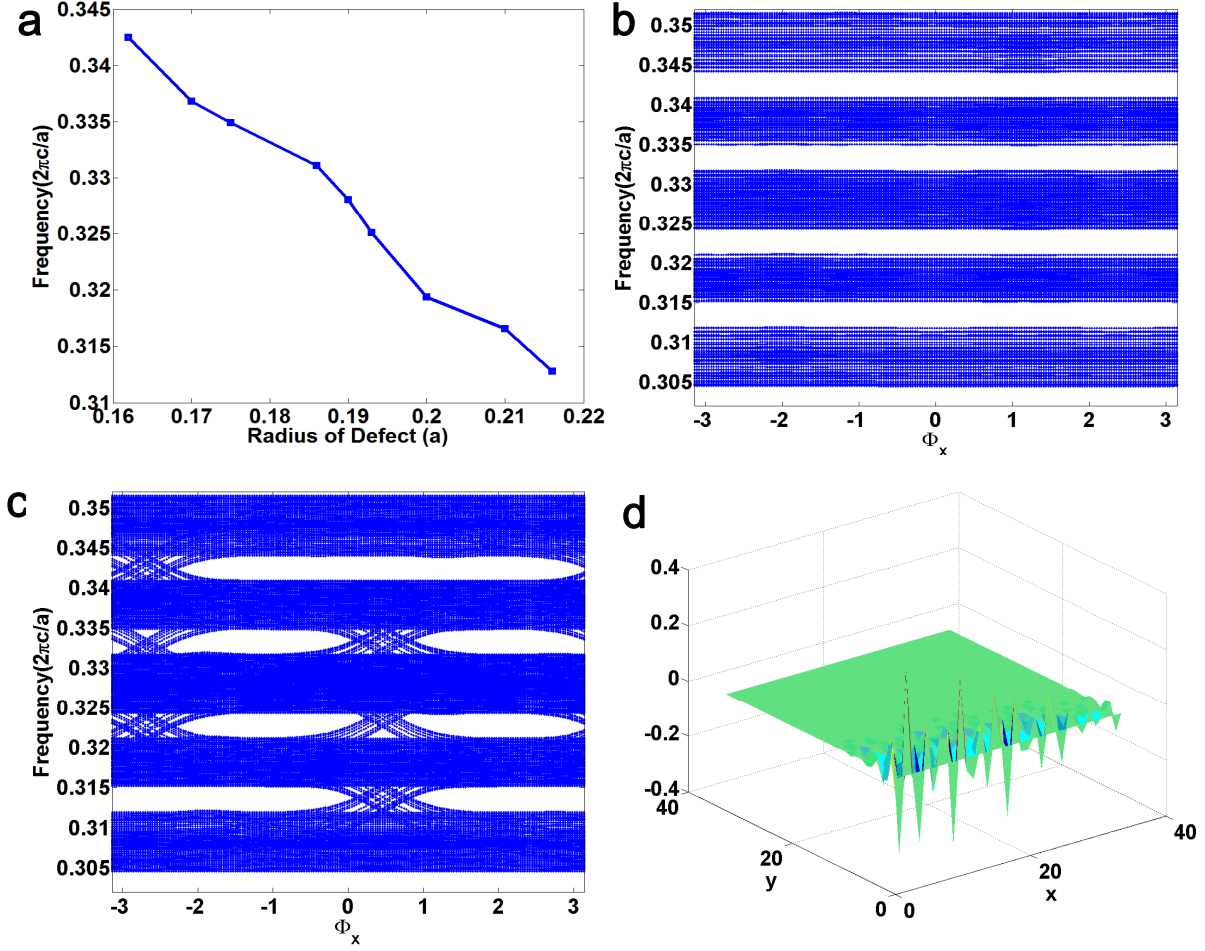 a
0.345
0.34
0.335
0.33
0.325
0.32
0.315
0.31
Frequency(2πc/a)
0.16 0.17 0.18 0.19 0.2 0.21 0.22
Radius of Defect (a)
b
0.35
0.345
0.34
0.335
0.33
0.325
0.32
0.315
0.31
0.305
Frequency(2πc/a)
-3 -2 -1 0 1 2 3
Φx
c
0.35
0.345
0.34
0.335
0.33
0.325
0.32
0.315
0.31
0.305
Frequency(2πc/a)
-3 -2 -1 0 1 2 3
Φx
d
0.4
0.2
0
-0.2
-0.4
40
20
0
y
0
20
40
x